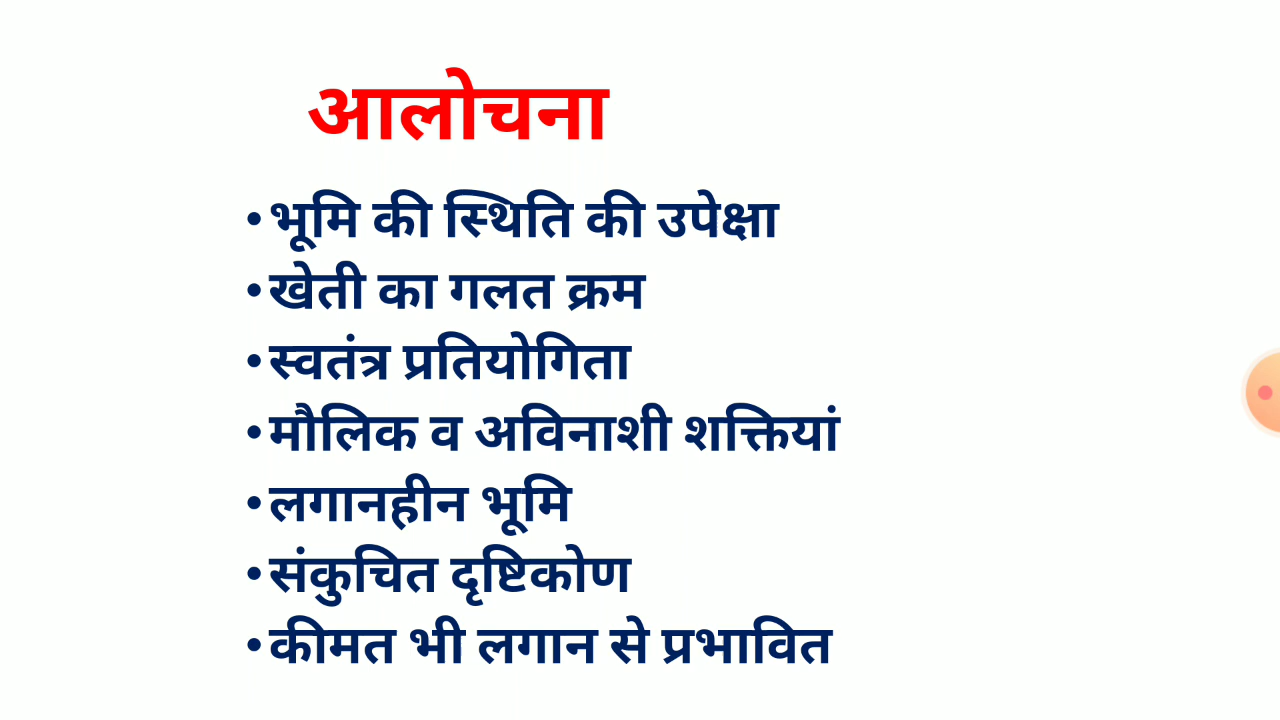 आलोचना
•भूमि की स्थिति की उपेक्षा
•खेती का गलत क्रम
•स्वतंत्र प्रतियोगिता
•मौलिक व अविनाशी शक्तियां
•लगानहीन भूमि
•संकुचित दृष्टिकोण
•कीमत भी लगान से प्रभावित